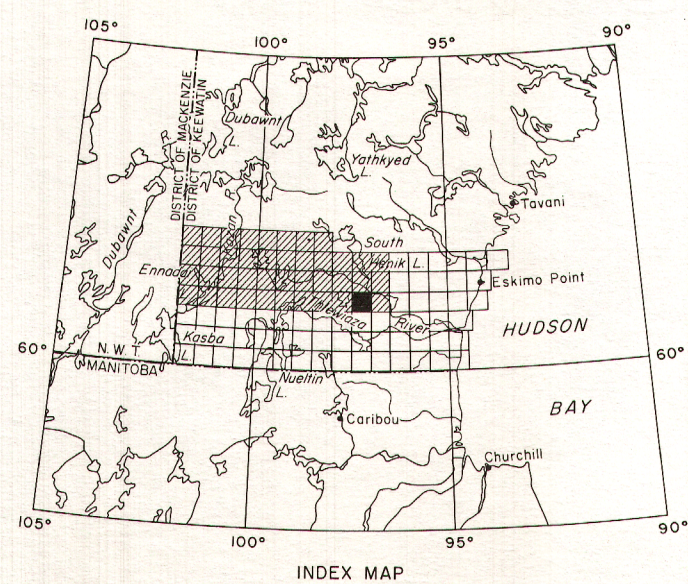 105°
100°
95°
90°
DISTRICT OF MACKENZIE
DISTRICT OF KEEWATIN
Dubawnt
L.
R.
Yathkyed
L.
R.
Tavani
Dubawnt
South
Henik L.
Ennadai
Eskimo Point
Thlewiaza
River
HUDSON
Kasba
L.
60°
N. W. T.
MANITOBA
60°
Nueltin
L.
Caribou
BAY
Churchill
105°
100°
95°
90°
INDEX MAP